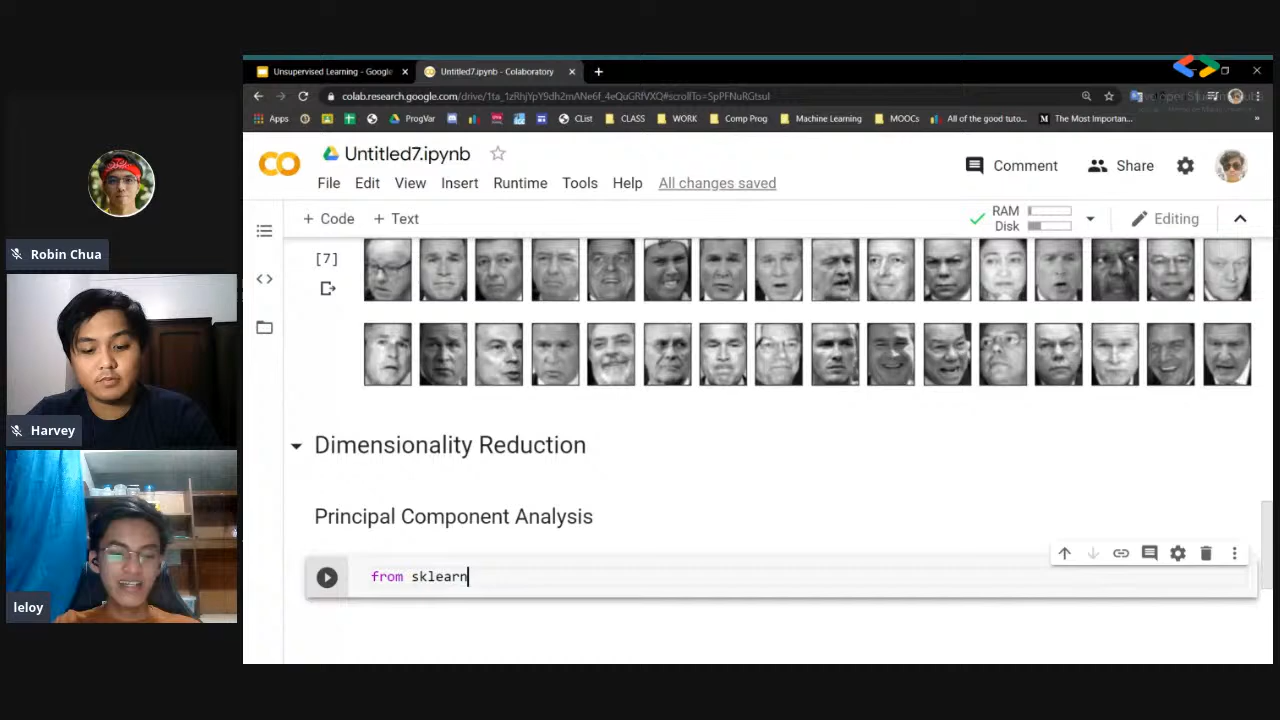 Robin Chua
Harvey
leloy
Unsupervised Learning - Google
Untitled7.ipynb - Colaboratory
Apps
ProgVar
CList
CLASS
WORK
Comp Prog
Machine Learning
MOOCs
All of the good tuto...
The Most Importan...
Untitled7.ipynb
Comment
Share
File Edit View Insert Runtime Tools Help All changes saved
+ Code + Text
RAM
Disk
Editing
[7]
Dimensionality Reduction
Principal Component Analysis
from sklearn